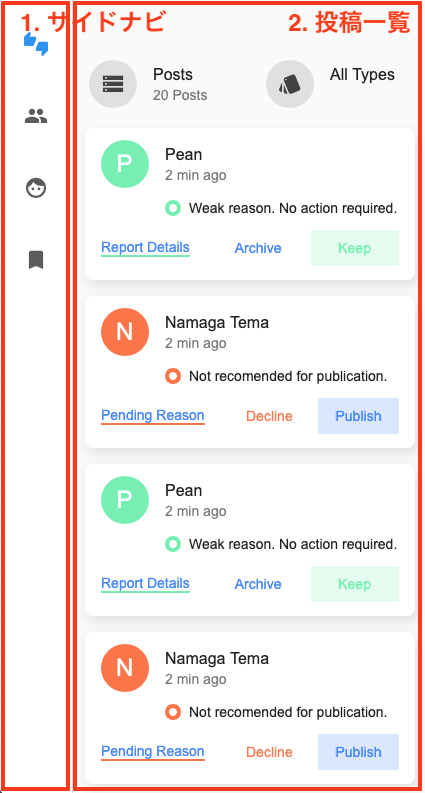 1. サイドナビ
2. 投稿一覧
Posts
20 Posts
All Types
P
Pean
2 min ago
Weak reason. No action required.
Report Details
Archive
Keep
N
Namaga Tema
2 min ago
Not recomended for publication.
Pending Reason
Decline
Publish
P
Pean
2 min ago
Weak reason. No action required.
Report Details
Archive
Keep
N
Namaga Tema
2 min ago
Not recomended for publication.
Pending Reason
Decline
Publish